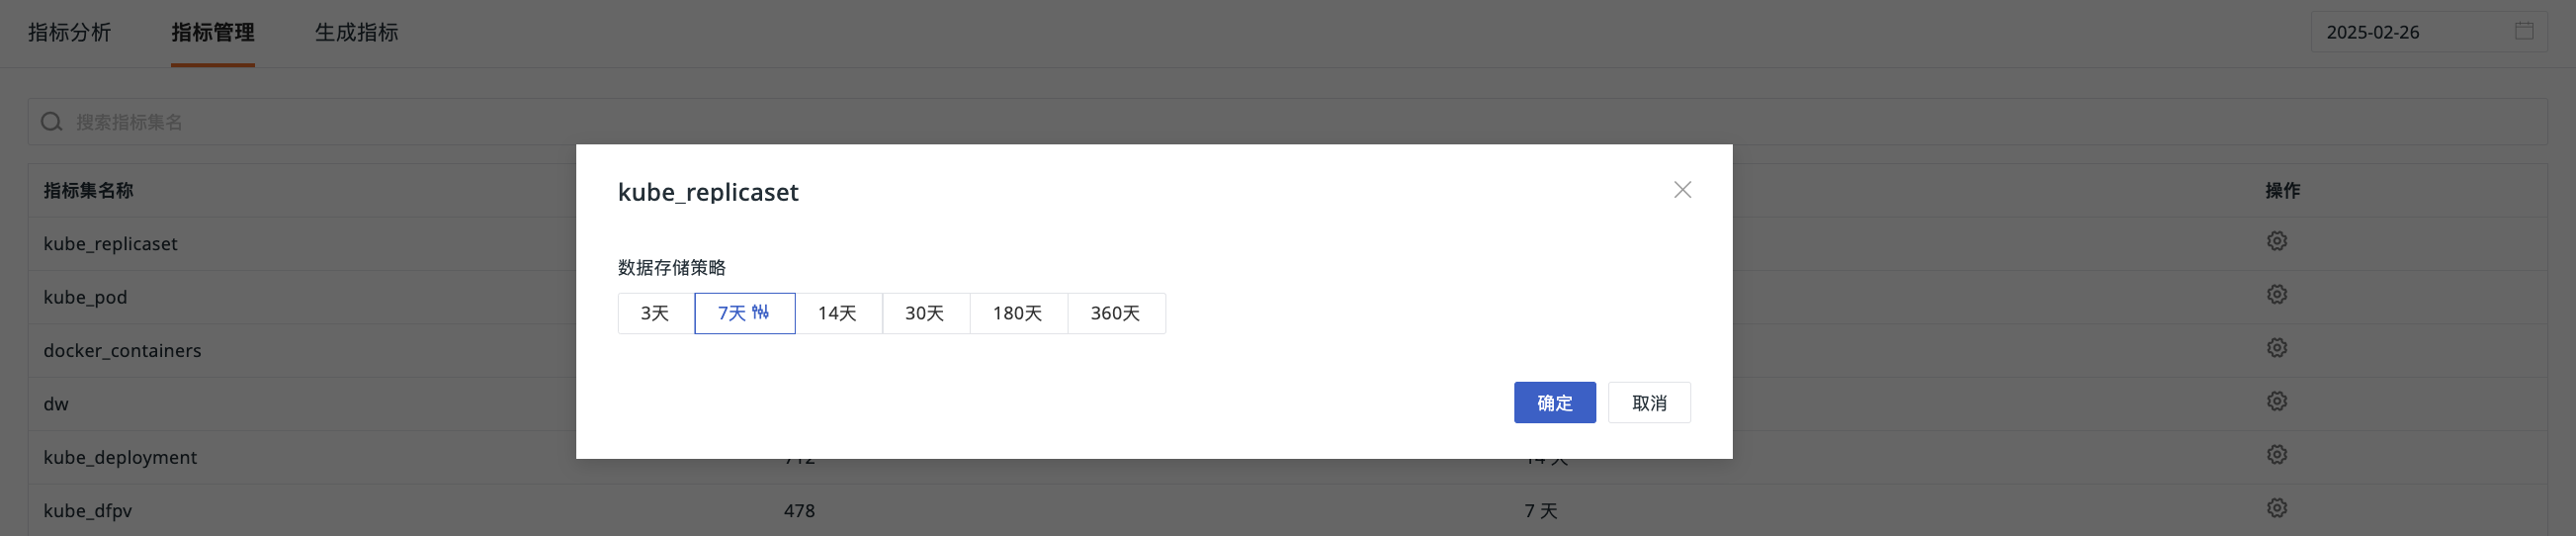 指标分析 指标管理 生成指标 2025-02-26
搜索指标集名
指标集名称 操作
kube_replicaset
kube_pod
docker_containers
dw
kube_deployment 712 14 天
kube_dfpv 478 7 天
kube_replicaset
数据存储策略
3天 7天 14天 30天 180天 360天
确定 取消